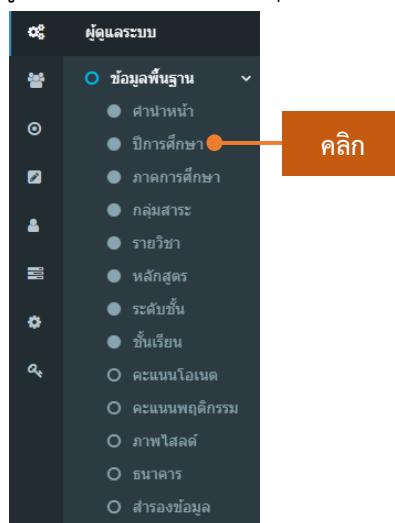 ผู้ดูแลระบบ
ข้อมูลพื้นฐาน
คำนำหน้า
ปีการศึกษา
คลิก
ภาคการศึกษา
กลุ่มสาระ
รายวิชา
หลักสูตร
ระดับชั้น
ชั้นเรียน
คะแนนโอเนต
คะแนนพฤติกรรม
ภาพไสลด์
ธนาคาร
สำรองข้อมูล